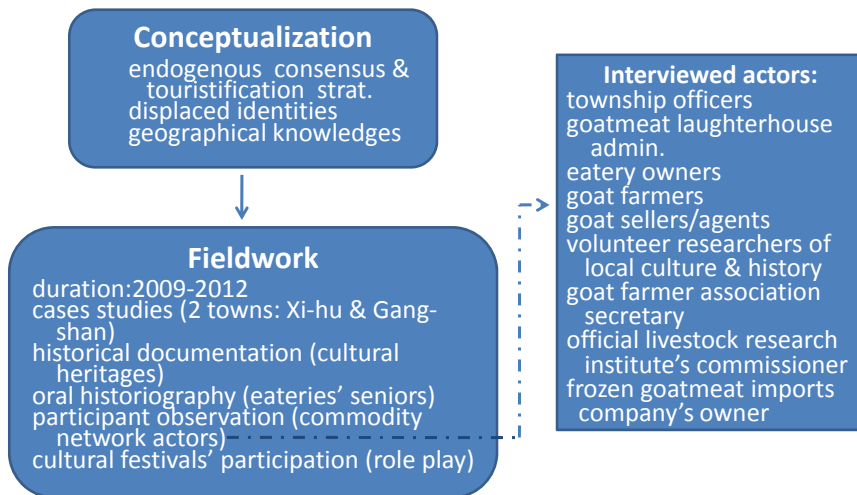 Conceptualization
endogenous consensus &
touristification strat.
displaced identities
geographical knowledges
Fieldwork
duration:2009-2012
cases studies (2 towns: Xi-hu & Gang-
shan)
historical documentation (cultural
heritages)
oral historiography (eateries' seniors)
participant observation (commodity
network actors)
cultural festivals' participation (role play)
Interviewed actors:
township officers
goatmeat laughterhouse
admin.
eatery owners
goat farmers
goat sellers/agents
volunteer researchers of
local culture & history
goat farmer association
secretary
official livestock research
institute's commissioner
frozen goatmeat imports
company's owner